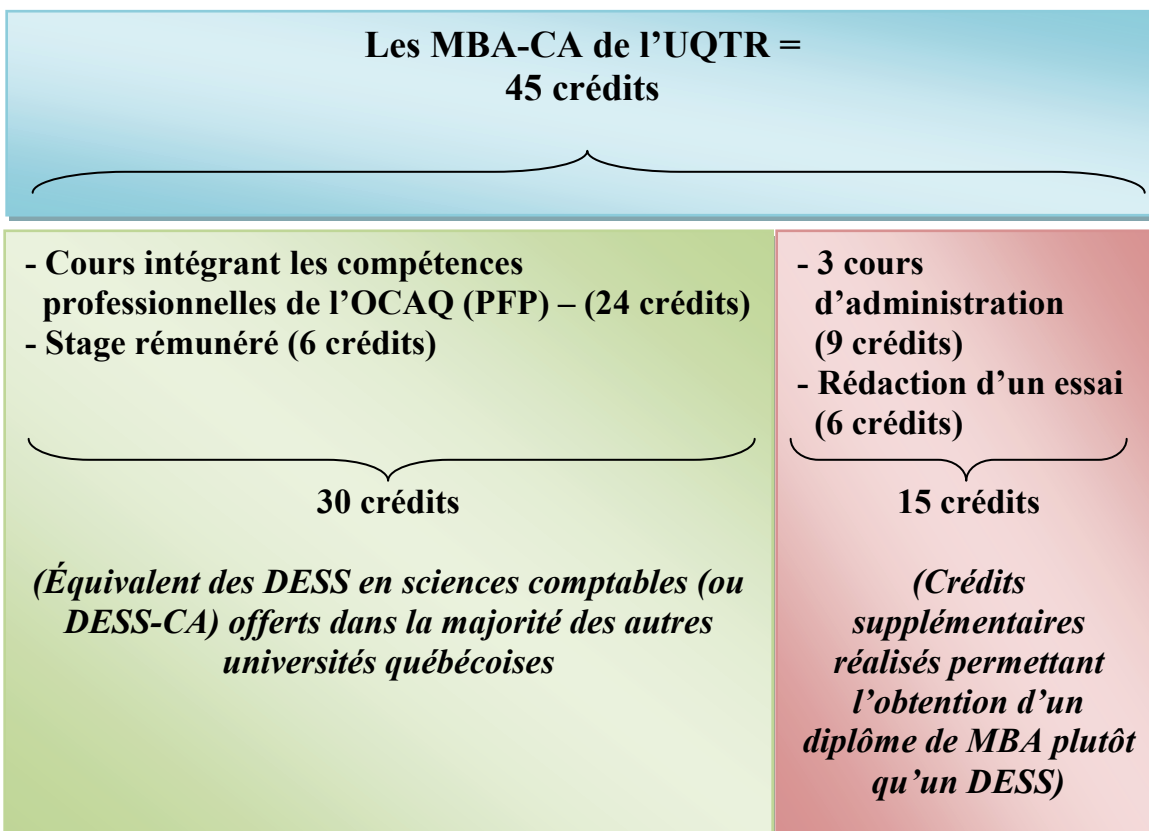 Les MBA-CA de l’UQTR =
45 crédits
- Cours intégrant les compétences
professionnelles de l’OCAQ (PFP) – (24 crédits)
- Stage rémunéré (6 crédits)
30 crédits
(Équivalent des DESS en sciences comptables (ou
DESS-CA) offerts dans la majorité des autres
universités québécoises
- 3 cours
d’administration
(9 crédits)
- Rédaction d’un essai
(6 crédits)
15 crédits
(Crédits
supplémentaires
réalisés permettant
l’obtention d’un
diplôme de MBA plutôt
qu’un DESS)